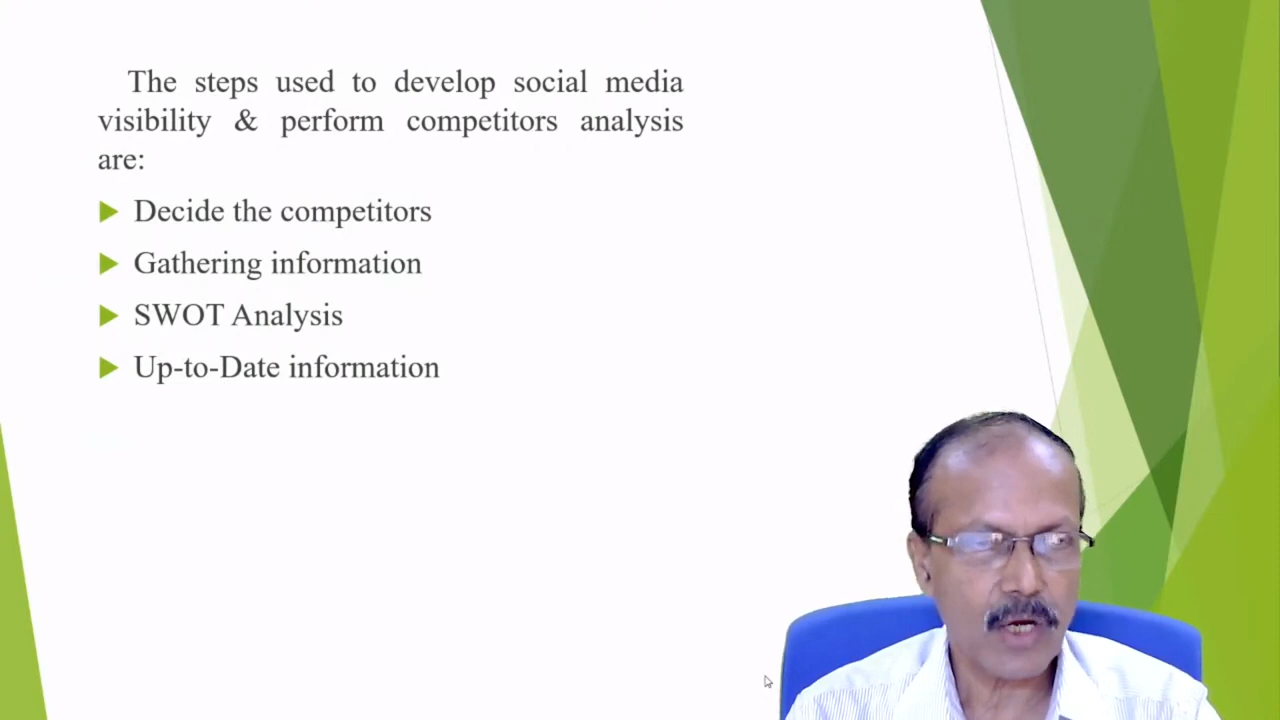 The steps used to develop social media
visibility & perform competitors analysis
are:
Decide the competitors
Gathering information
SWOT Analysis
Up-to-Date information